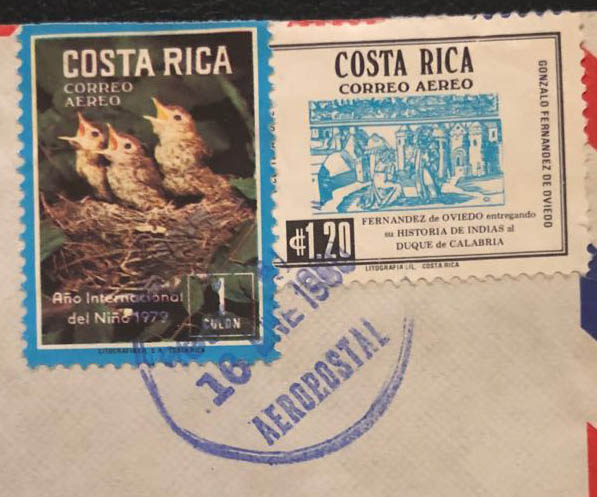 COSTA RICA
CORREO
AEREO
Año Internacional
del Niño 1979
1
COLON
COSTA RICA
CORREO AEREO
GONZALO FERNANDEZ DE OVIEDO
FERNANDEZ de OVIEDO entregando
su HISTORIA DE INDIAS al
DUQUE de CALABRIA
₡1.20
LITOGRAFIA LIL, COSTA RICA
16 ENE
AEROPOSTAL